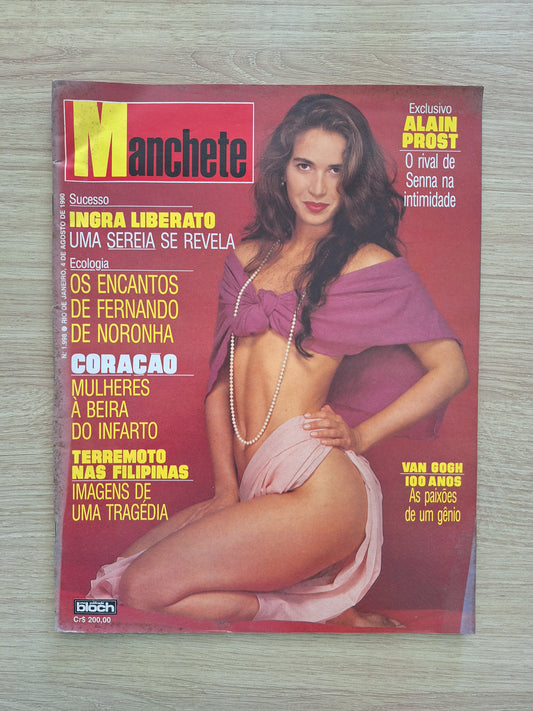 Manchete
Sucesso
INGRA LIBERATO
UMA SEREIA SE REVELA
Ecologia
OS ENCANTOS
DE FERNANDO
DE NORONHA
CORAÇÃO
MULHERES
À BEIRA
DO INFARTO
TERREMOTO
NAS FILIPINAS
IMAGENS DE
UMA TRAGÉDIA
Exclusivo
ALAIN
PROST
O rival de
Senna na
intimidade
VAN GOGH
100 ANOS
As paixões
de um gênio
N. 1.998 ● RIO DE JANEIRO, 4 DE AGOSTO DE 1990
bloch
Cr$ 200,00